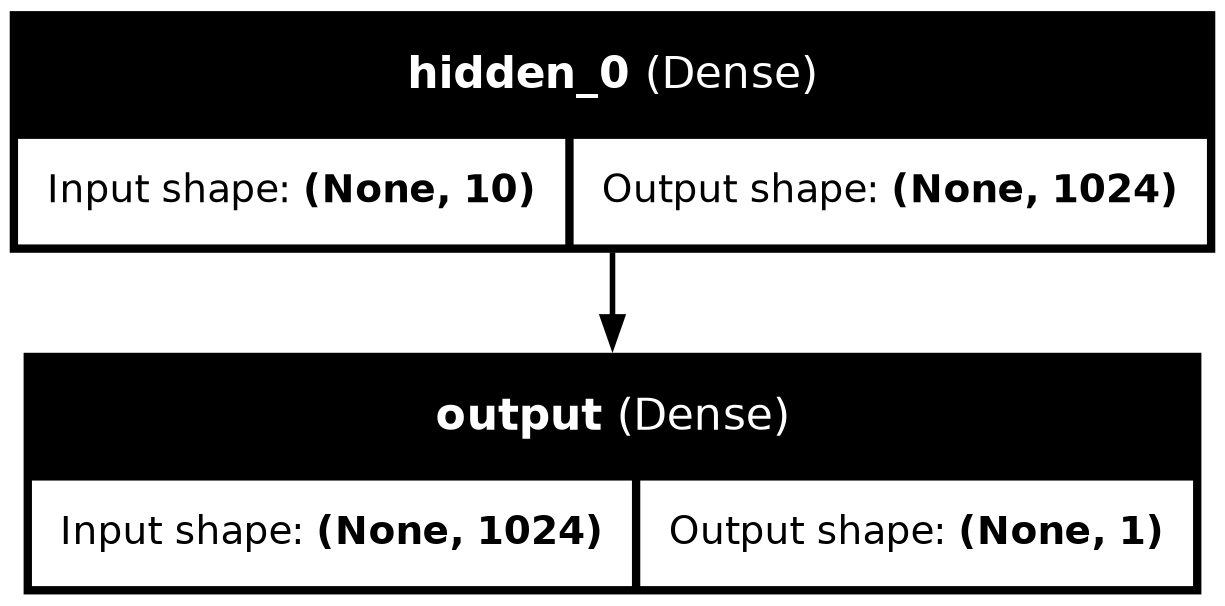 hidden_0 (Dense)
Input shape: (None, 10) Output shape: (None, 1024)
output (Dense)
Input shape: (None, 1024) Output shape: (None, 1)